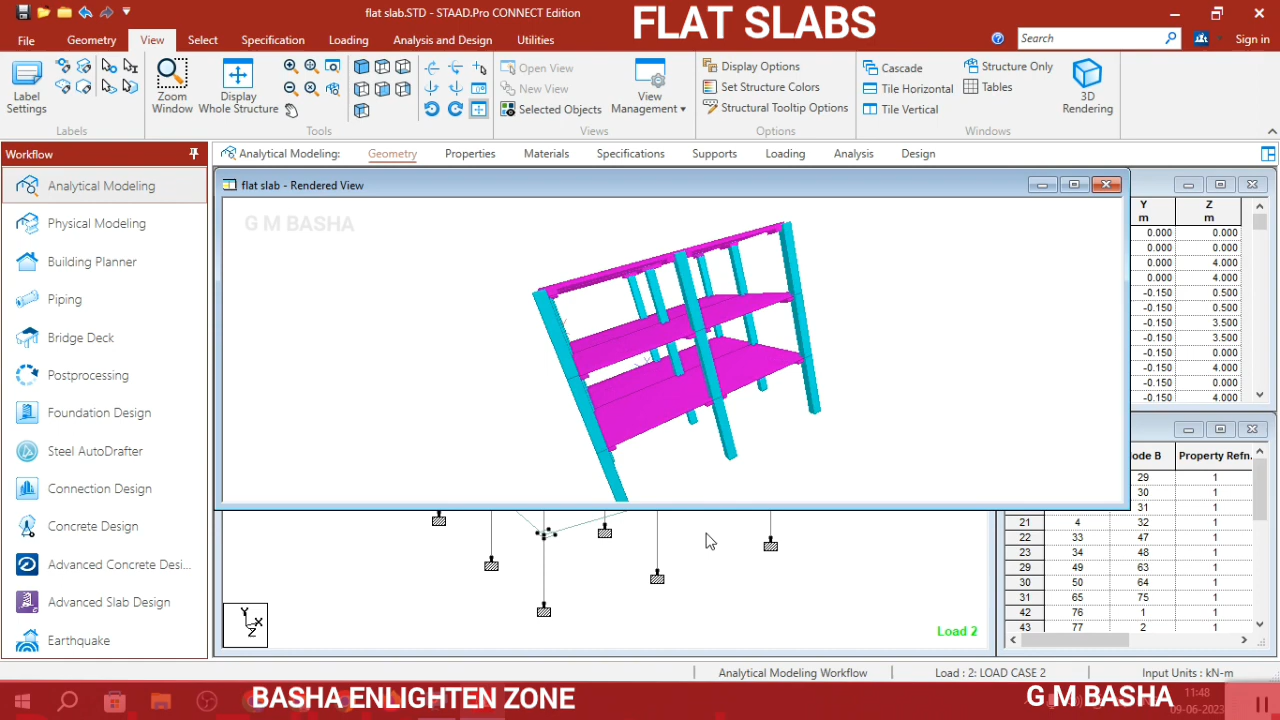 flat slab.STD - STAAD.Pro CONNECT Edition
FLAT SLABS
File
Geometry
View
Select
Specification
Loading
Analysis and Design
Utilities
Search
Sign in
Label
Settings
Zoom
Window
Display
Whole Structure
Open View
New View
Selected Objects
View
Management
Display Options
Set Structure Colors
Structural Tooltip Options
Cascade
Tile Horizontal
Tile Vertical
Structure Only
Tables
3D
Rendering
Labels
Tools
Views
Options
Windows
Workflow
Analytical Modeling:
Geometry
Properties
Materials
Specifications
Supports
Loading
Analysis
Design
Analytical Modeling
Physical Modeling
Building Planner
Piping
Bridge Deck
Postprocessing
Foundation Design
Steel AutoDrafter
Connection Design
Concrete Design
Advanced Concrete Desi...
Advanced Slab Design
Earthquake
flat slab - Rendered View
G M BASHA
Y Z
m m
0.000 0.000
0.000 0.000
0.000 4.000
0.000 4.000
-0.150 0.500
-0.150 0.500
-0.150 3.500
-0.150 3.500
-0.150 0.000
-0.150 4.000
-0.150 0.000
-0.150 4.000
ode B Property Refn.
29 1
30 1
31 1
21 4 32 1
22 33 47 1
23 34 48 1
29 49 63 1
30 50 64 1
31 65 75 1
42 76 1 1
43 77 2 1
Y
X
Z
Load 2
Analytical Modeling Workflow
Load : 2: LOAD CASE 2
Input Units : kN-m
BASHA ENLIGHTEN ZONE
G M BASHA
11:48
09-06-2023